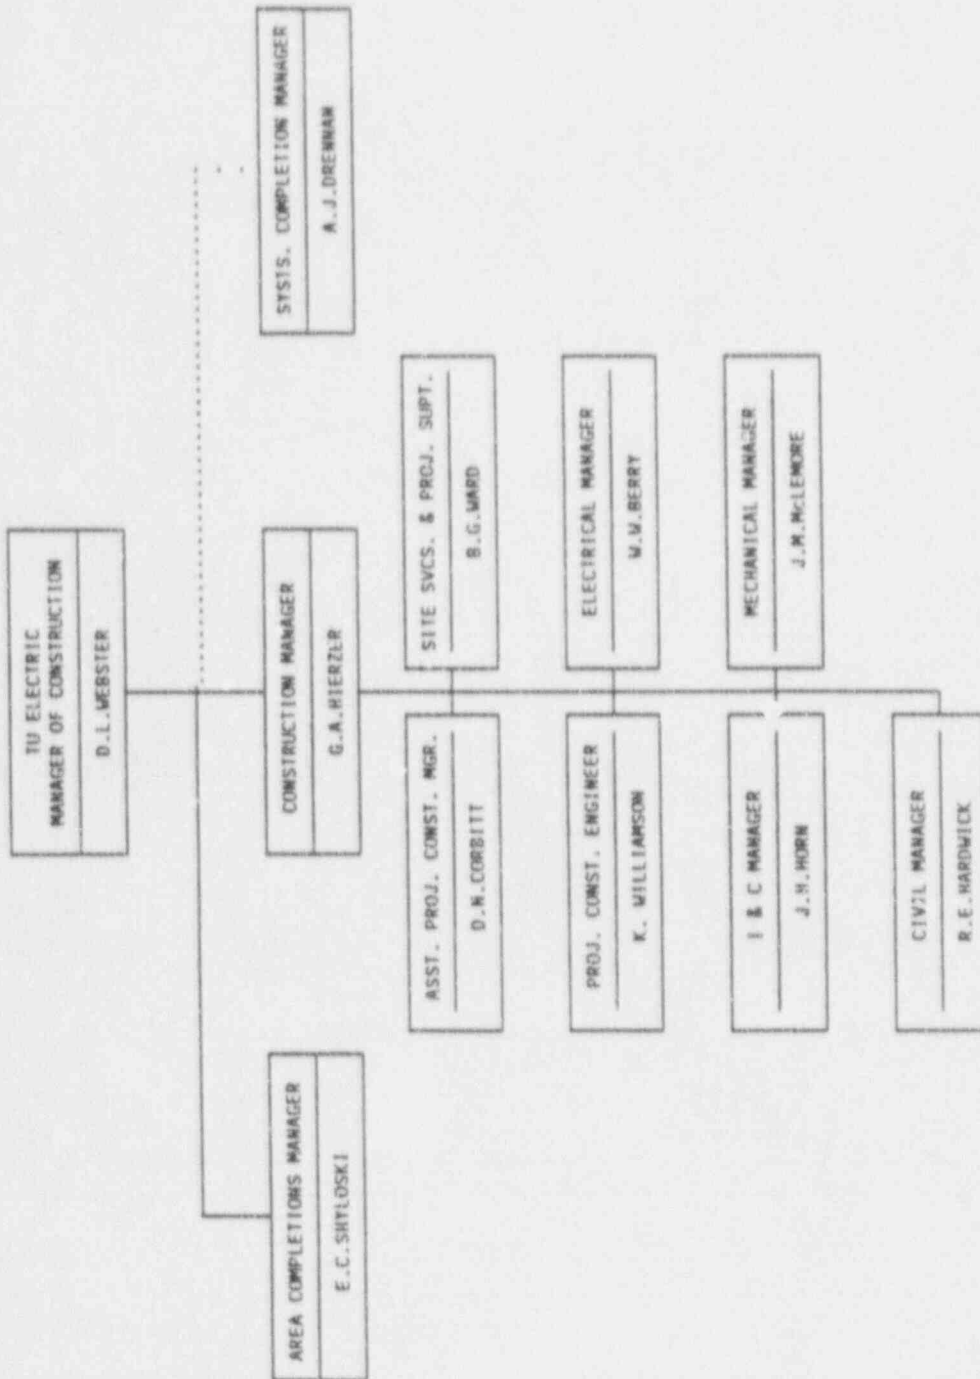 TU ELECTRIC
MANAGER OF CONSTRUCTION
D.L.WEBSTER
AREA COMPLETIONS MANAGER
E.C.SMYLOSKI
CONSTRUCTION MANAGER
G.A.HIERZER
SYSTS. COMPLETION MANAGER
A.J.DRENNAN
ASST. PROJ. CONST. MGR.
D.N.CORBITT
SITE SVCS. & PROJ. SUPT.
B.G.WARD
PROJ. CONST. ENGINEER
K. WILLIAMSON
ELECTRICAL MANAGER
W.W.BERRY
I & C MANAGER
J.H.HORN
MECHANICAL MANAGER
J.M.McLEMORE
CIVIL MANAGER
R.E.HARDWICK